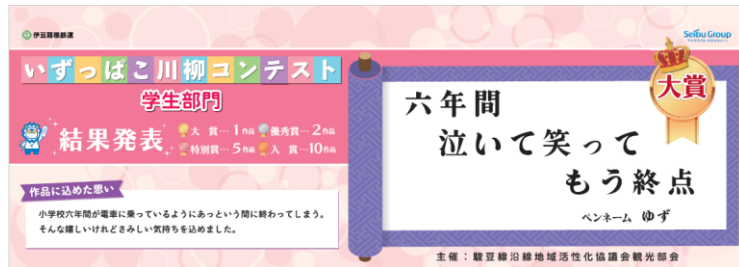 伊豆箱根鉄道
Seibu Group
いずっぱこ川柳コンテスト
学生部門
結果発表
大賞…1作品 優秀賞…2作品
特別賞…5作品 入賞…10作品
作品に込めた思い
小学校六年間が電車に乗っているようにあっという間に終わってしまう。
そんな嬉しいけれどさみしい気持ちを込めました。
大賞
六年間
泣いて笑って
もう終点
ペンネーム ゆず
主催:駿豆線沿線地域活性化協議会観光部会